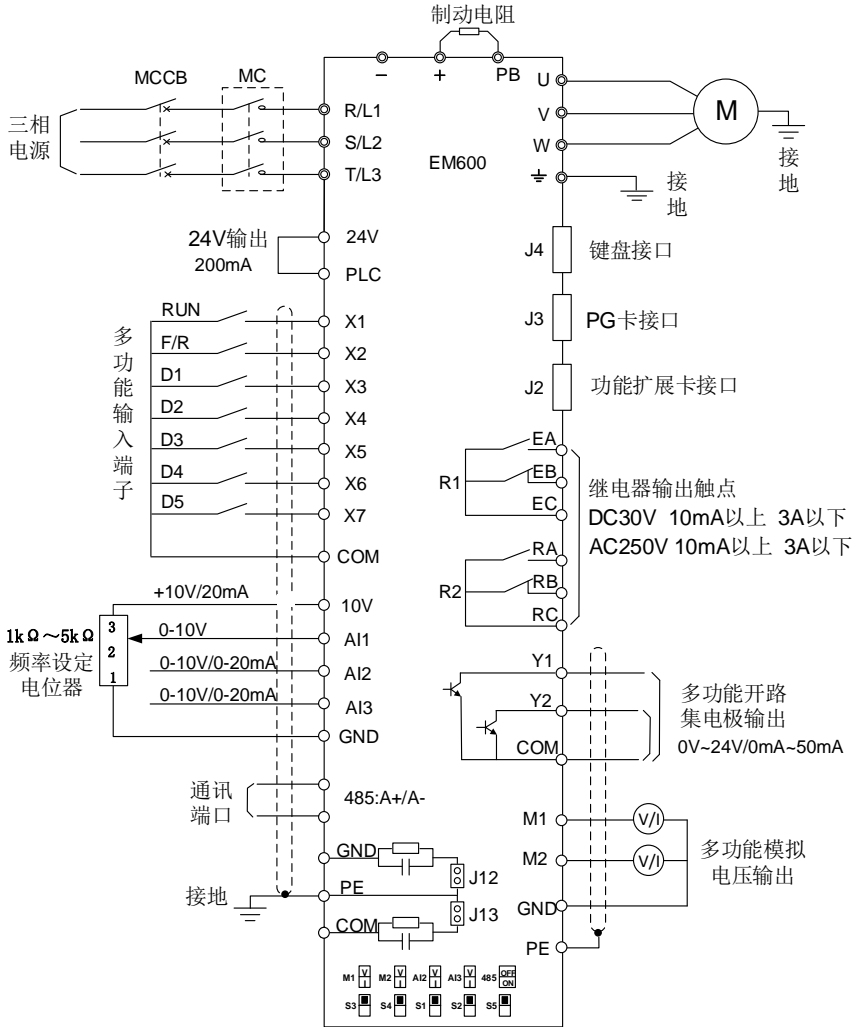 制动电阻
− + PB
MCCB MC
三相
电源
R/L1
S/L2
T/L3
EM600
U
V
W
M
接地
接地
24V输出
200mA
24V
PLC
J4 键盘接口
J3 PG卡接口
J2 功能扩展卡接口
多功能输入端子
RUN X1
F/R X2
D1 X3
D2 X4
D3 X5
D4 X6
D5 X7
COM
R1
EA
EB
EC
R2
RA
RB
RC
继电器输出触点
DC30V 10mA以上 3A以下
AC250V 10mA以上 3A以下
+10V/20mA 10V
1kΩ~5kΩ
频率设定
电位器
3
2
1
0-10V AI1
0-10V/0-20mA AI2
0-10V/0-20mA AI3
GND
Y1
Y2
COM
多功能开路
集电极输出
0V~24V/0mA~50mA
通讯
端口
485:A+/A-
M1 V/I
M2 V/I
GND
PE
多功能模拟
电压输出
GND
J12
接地 PE
J13
COM
M1 V I M2 V I AI2 V I AI3 V I 485 OFF ON
S3 S4 S1 S2 S5